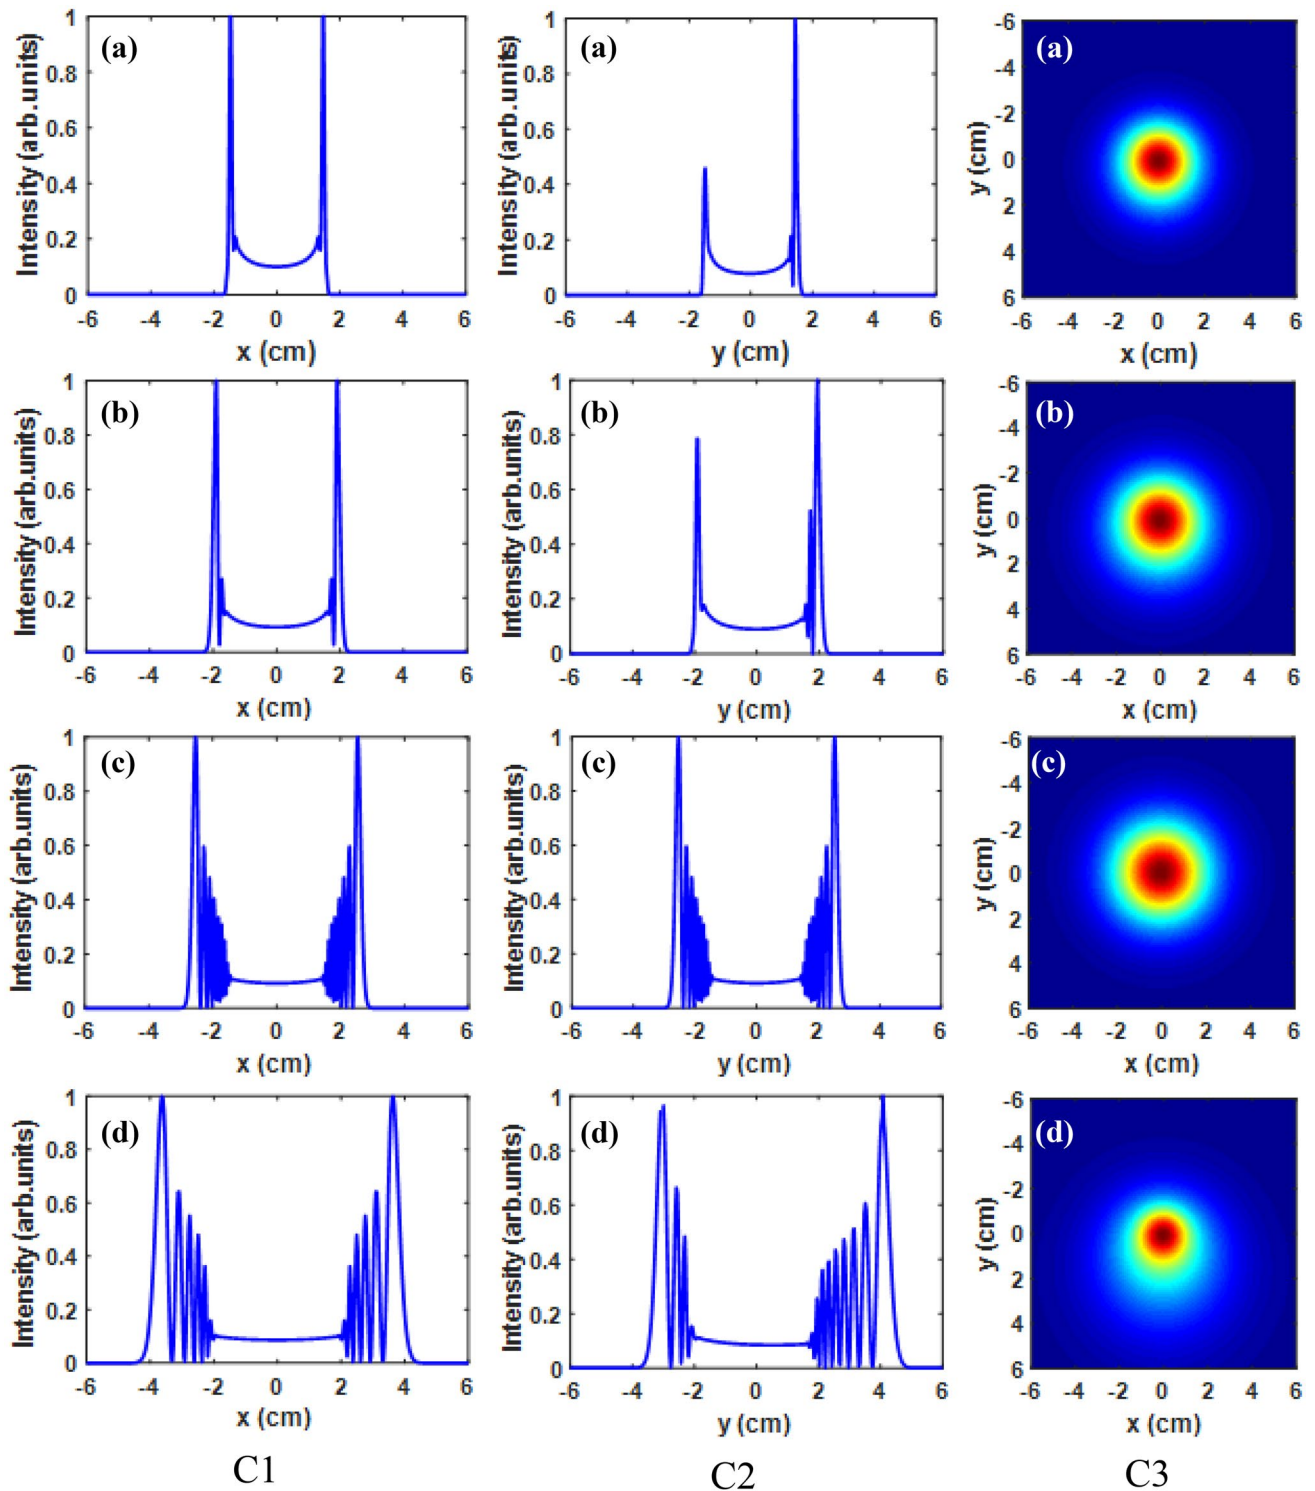 (a) (a) (a)
Intensity (arb.units) Intensity (arb.units) y (cm)
1 0.8 0.6 0.4 0.2 0
-6 -4 -2 0 2 4 6
x (cm)
1 0.8 0.6 0.4 0.2 0
-6 -4 -2 0 2 4 6
y (cm)
-6 -4 -2 0 2 4 6
-6 -4 -2 0 2 4 6
x (cm)
(b) (b) (b)
Intensity (arb.units) Intensity (arb.units) y (cm)
1 0.8 0.6 0.4 0.2 0
-6 -4 -2 0 2 4 6
x (cm)
1 0.8 0.6 0.4 0.2 0
-6 -4 -2 0 2 4 6
y (cm)
-6 -4 -2 0 2 4 6
-6 -4 -2 0 2 4 6
x (cm)
(c) (c) (c)
Intensity (arb.units) Intensity (arb.units) y (cm)
1 0.8 0.6 0.4 0.2 0
-6 -4 -2 0 2 4 6
x (cm)
1 0.8 0.6 0.4 0.2 0
-6 -4 -2 0 2 4 6
y (cm)
-6 -4 -2 0 2 4 6
-4 -2 0 2 4 6
x (cm)
(d) (d) (d)
Intensity (arb.units) Intensity (arb.units) y (cm)
1 0.8 0.6 0.4 0.2 0
-6 -4 -2 0 2 4 6
x (cm)
1 0.8 0.6 0.4 0.2 0
-6 -4 -2 0 2 4 6
y (cm)
-6 -4 -2 0 2 4 6
-6 -4 -2 0 2 4 6
x (cm)
C1 C2 C3